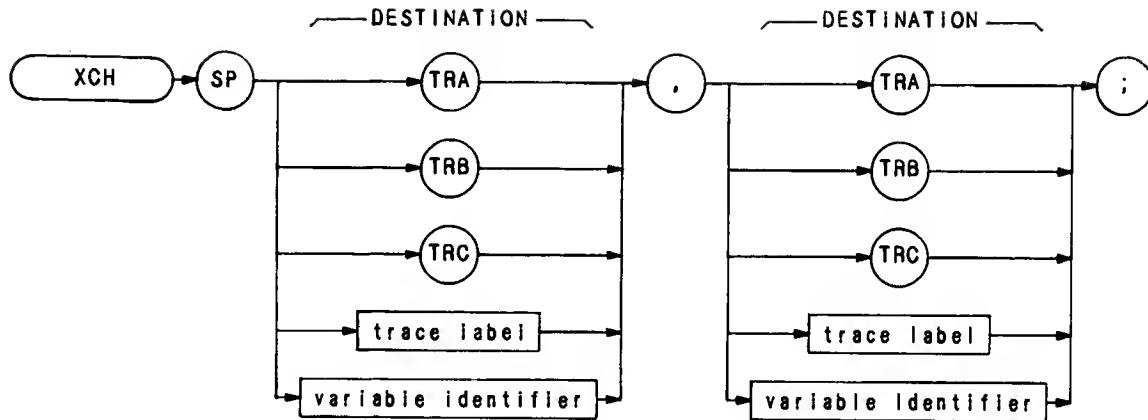 DESTINATION DESTINATION
XCH SP TRA , TRA ;
TRB TRB
TRC TRC
trace label trace label
variable identifier variable identifier